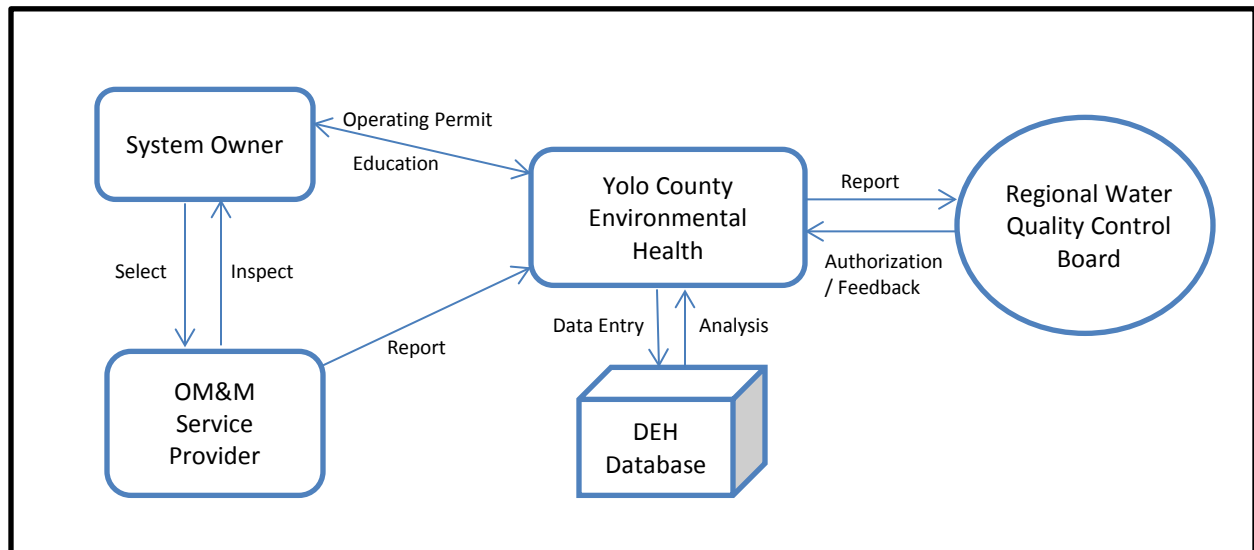 System Owner
Operating Permit
Education
Yolo County
Environmental
Health
Report
Authorization
/ Feedback
Regional Water
Quality Control
Board
Select
Inspect
Report
Data Entry
Analysis
OM&M
Service
Provider
DEH
Database